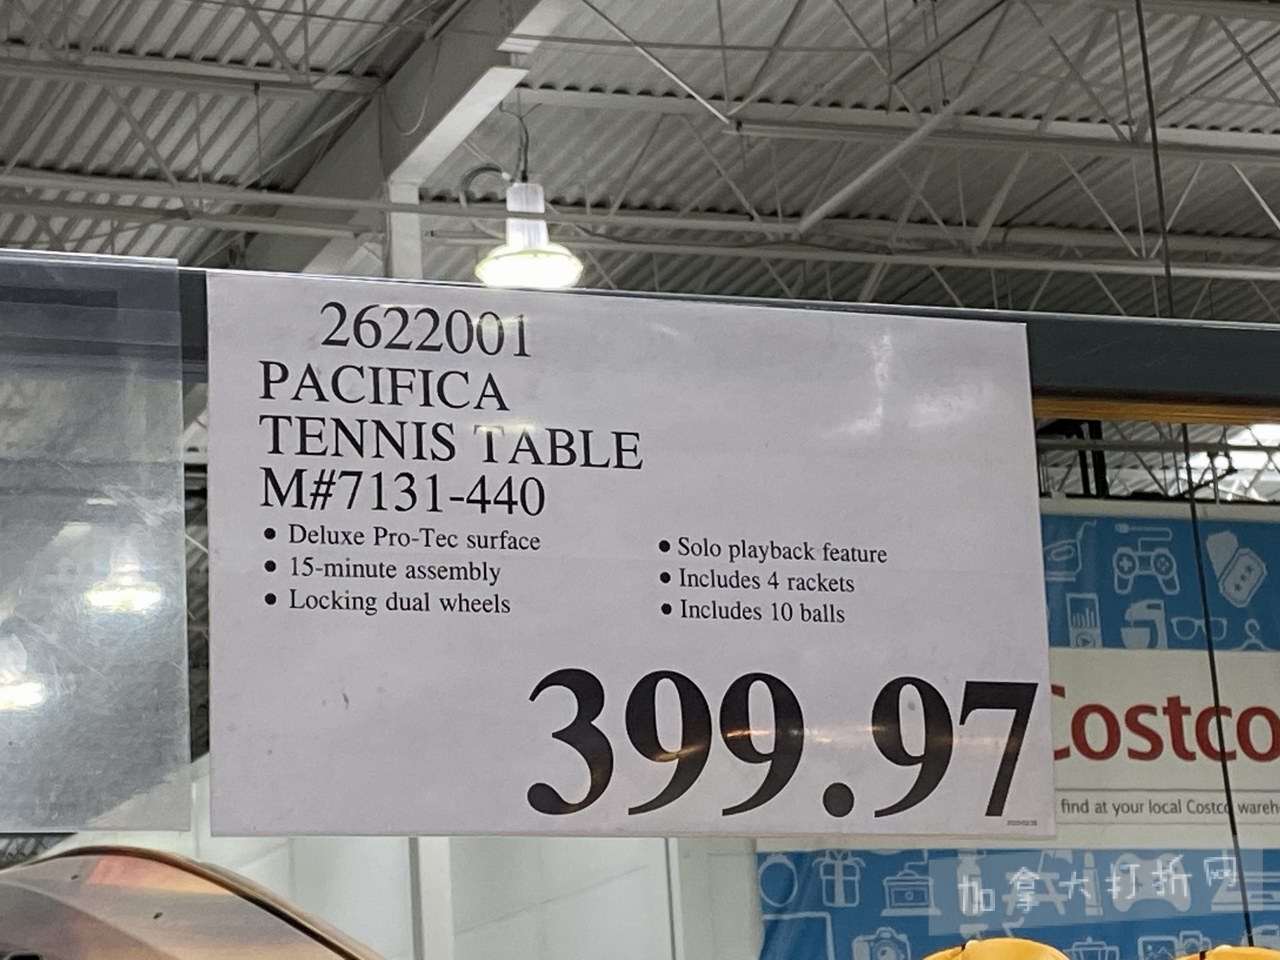 2622001
PACIFICA
TENNIS TABLE
M#7131-440
• Deluxe Pro-Tec surface
• 15-minute assembly
• Locking dual wheels
• Solo playback feature
• Includes 4 rackets
• Includes 10 balls
399.97
Costco
find at your local Costco wareh
加拿大打折网